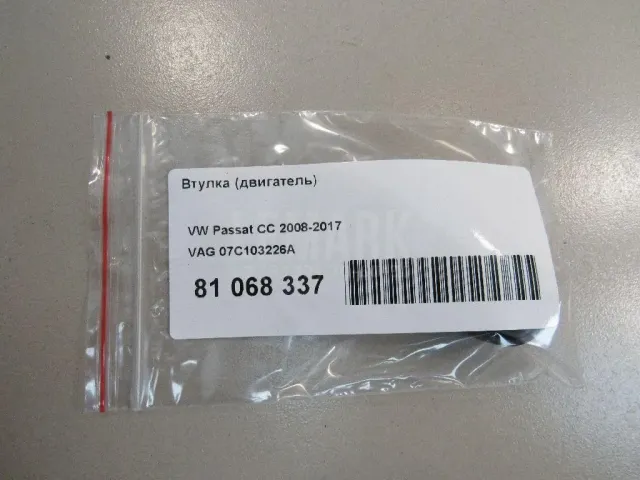 Втулка (двигатель)
VW Passat CC 2008-2017
VAG 07C103226A
81 068 337